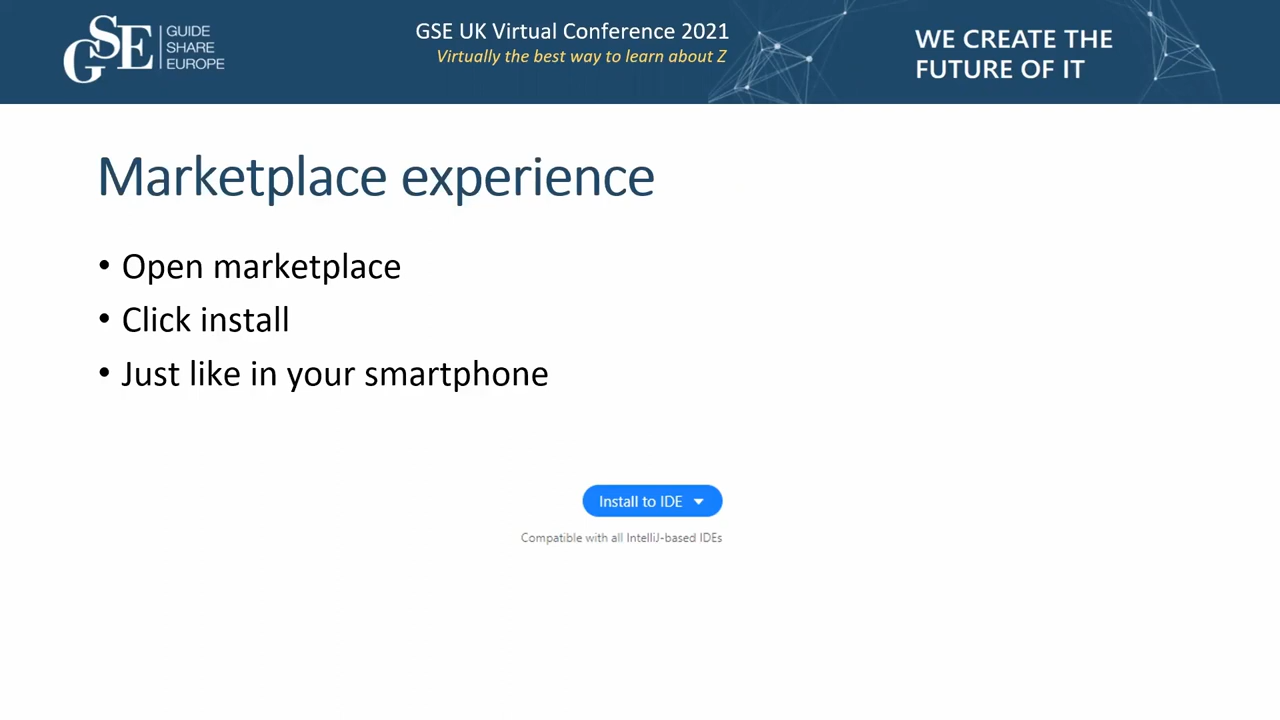 GSE
GUIDE
SHARE
EUROPE
GSE UK Virtual Conference 2021
Virtually the best way to learn about Z
WE CREATE THE
FUTURE OF IT
Marketplace experience
• Open marketplace
• Click install
• Just like in your smartphone
Install to IDE
Compatible with all IntelliJ-based IDEs